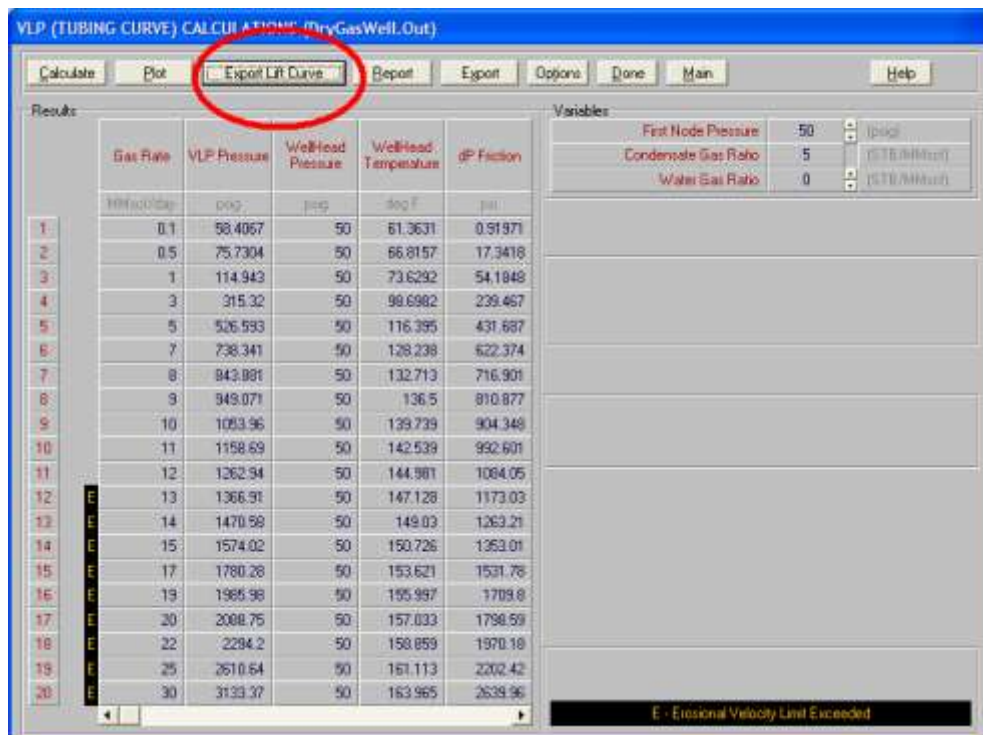 VLP (TUBING CURVE) CALCULATIONS (DryGasWell.Out)
Calculate Plot Export Lift Curve Report Export Options Done Main Help
Results
Variables
First Node Pressure 50 (psig)
Condensate Gas Ratio 5 (STB/MMscf)
Water Gas Ratio 0 (STB/MMscf)
Gas Rate VLP Pressure WellHead Pressure WellHead Temperature dP Friction
MMscf/day psig psig deg F psi
1 0.1 58.4067 50 61.3631 0.91971
2 0.5 75.7304 50 66.8157 17.3418
3 1 114.943 50 73.6292 54.1848
4 3 315.32 50 98.6982 239.467
5 5 526.593 50 116.395 431.687
6 7 738.341 50 128.238 622.374
7 8 843.881 50 132.713 716.901
8 9 949.071 50 136.5 810.877
9 10 1053.96 50 139.739 904.348
10 11 1158.69 50 142.539 992.601
11 12 1262.94 50 144.981 1084.05
12 E 13 1366.91 50 147.128 1173.03
13 E 14 1470.58 50 149.03 1263.21
14 E 15 1574.02 50 150.726 1353.01
15 E 17 1780.28 50 153.621 1531.78
16 E 19 1985.98 50 155.997 1709.8
17 E 20 2088.75 50 157.033 1798.59
18 E 22 2294.2 50 158.859 1970.18
19 E 25 2610.64 50 161.113 2202.42
20 E 30 3133.37 50 163.965 2639.96
E - Erosional Velocity Limit Exceeded